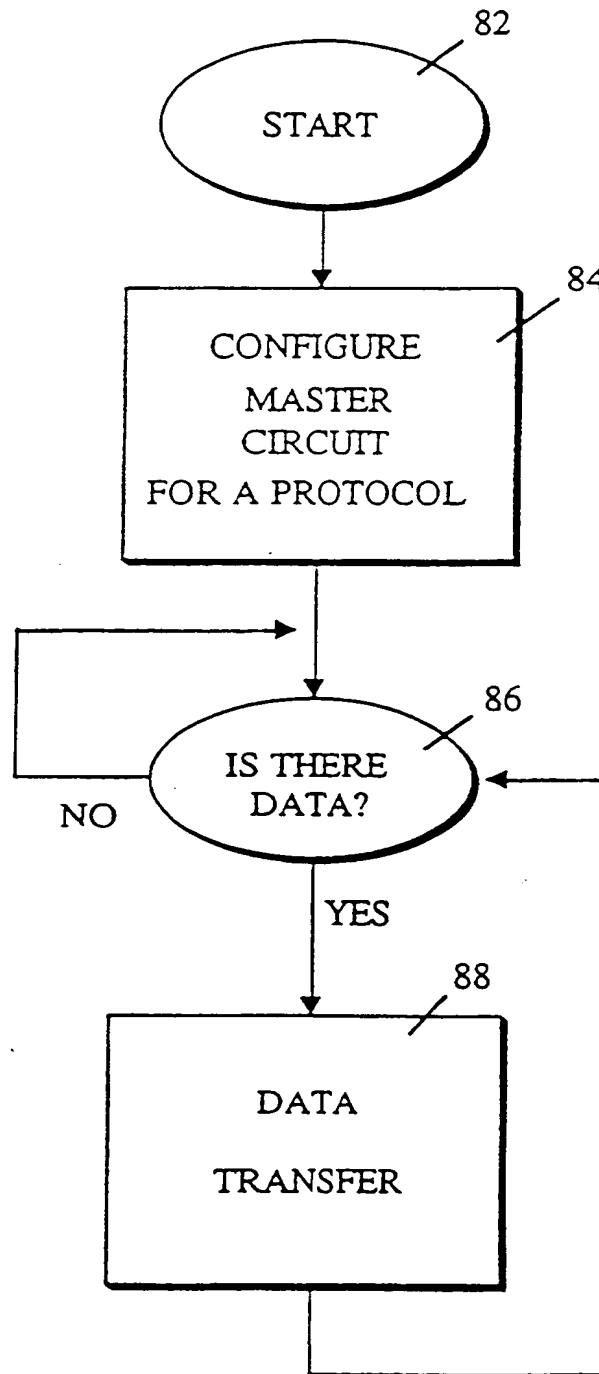 82
START
84
CONFIGURE
MASTER
CIRCUIT
FOR A PROTOCOL
86
IS THERE
DATA?
NO
YES
88
DATA
TRANSFER